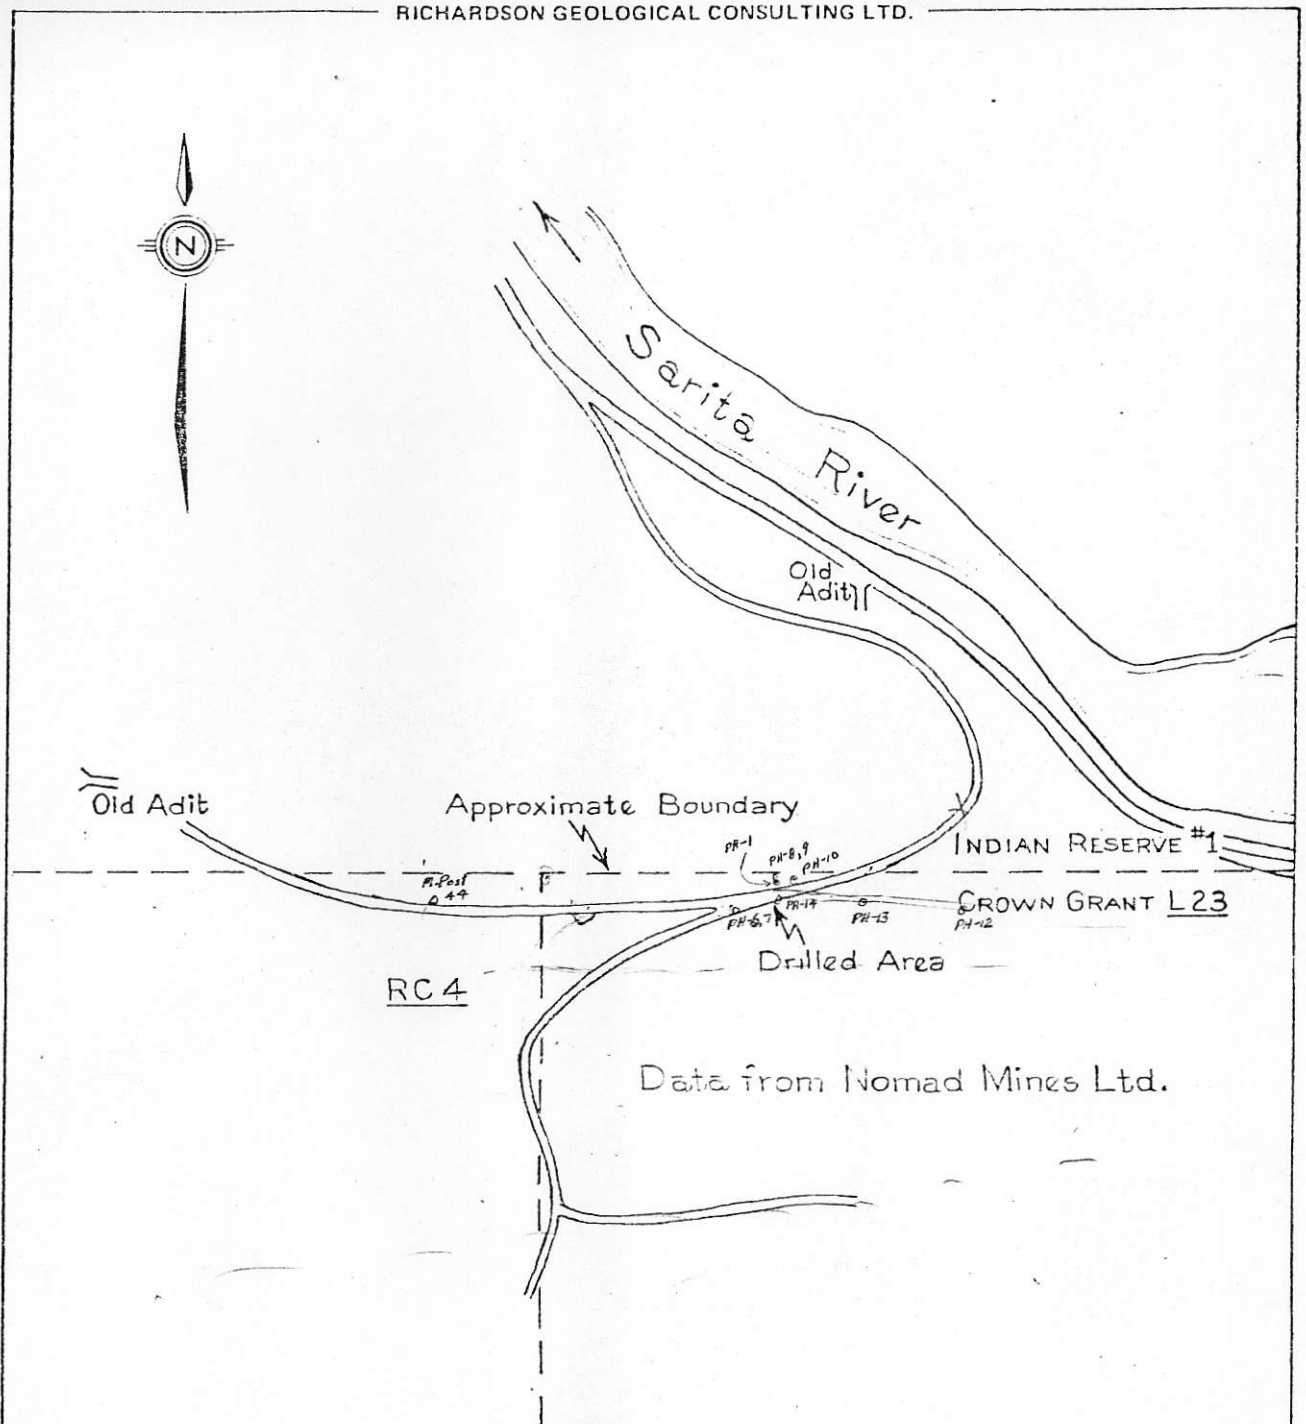 RICHARDSON GEOLOGICAL CONSULTING LTD.
N
Sarita River
Old
Adit
Old Adit
Approximate Boundary
PH-1
PH-8,9
PH-10
INDIAN RESERVE #1
Post
44
PH-6,7
PH-14
PH-13
CROWN GRANT L23
PH-12
Drilled Area
RC4
Data from Nomad Mines Ltd.